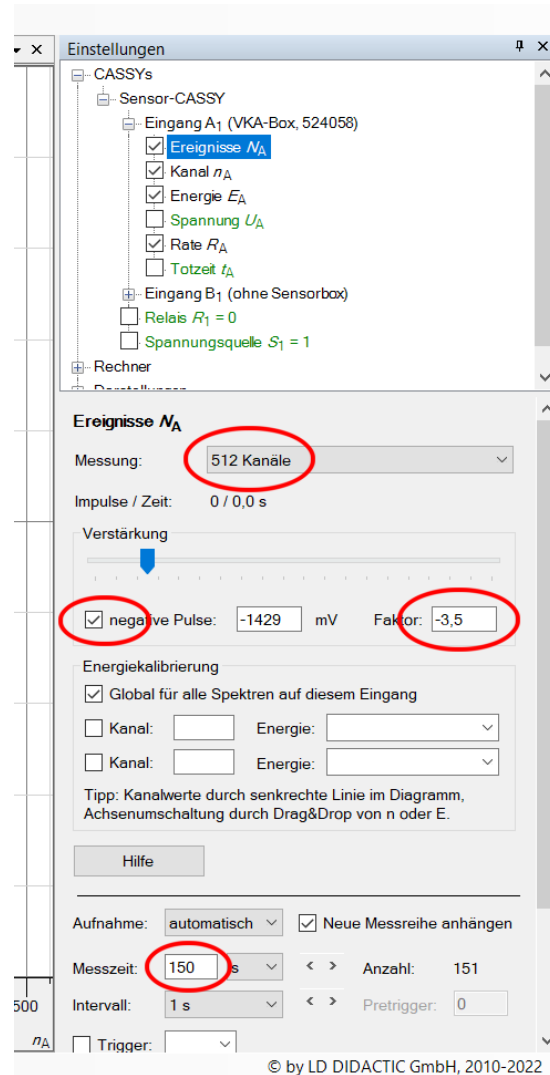 Einstellungen
CASSYs
Sensor-CASSY
Eingang A1 (VKA-Box, 524058)
Ereignisse NA
Kanal nA
Energie EA
Spannung UA
Rate RA
Totzeit tA
Eingang B1 (ohne Sensorbox)
Relais R1 = 0
Spannungsquelle S1 = 1
Rechner
Ereignisse NA
Messung: 512 Kanäle
Impulse / Zeit: 0 / 0,0 s
Verstärkung
negative Pulse: -1429 mV Faktor: -3,5
Energiekalibrierung
Global für alle Spektren auf diesem Eingang
Kanal: Energie:
Kanal: Energie:
Tipp: Kanalwerte durch senkrechte Linie im Diagramm,
Achsenumschaltung durch Drag&Drop von n oder E.
Hilfe
Aufnahme: automatisch Neue Messreihe anhängen
Messzeit: 150 s < > Anzahl: 151
500 Intervall: 1 s < > Pretrigger: 0
nA Trigger:
© by LD DIDACTIC GmbH, 2010-2022